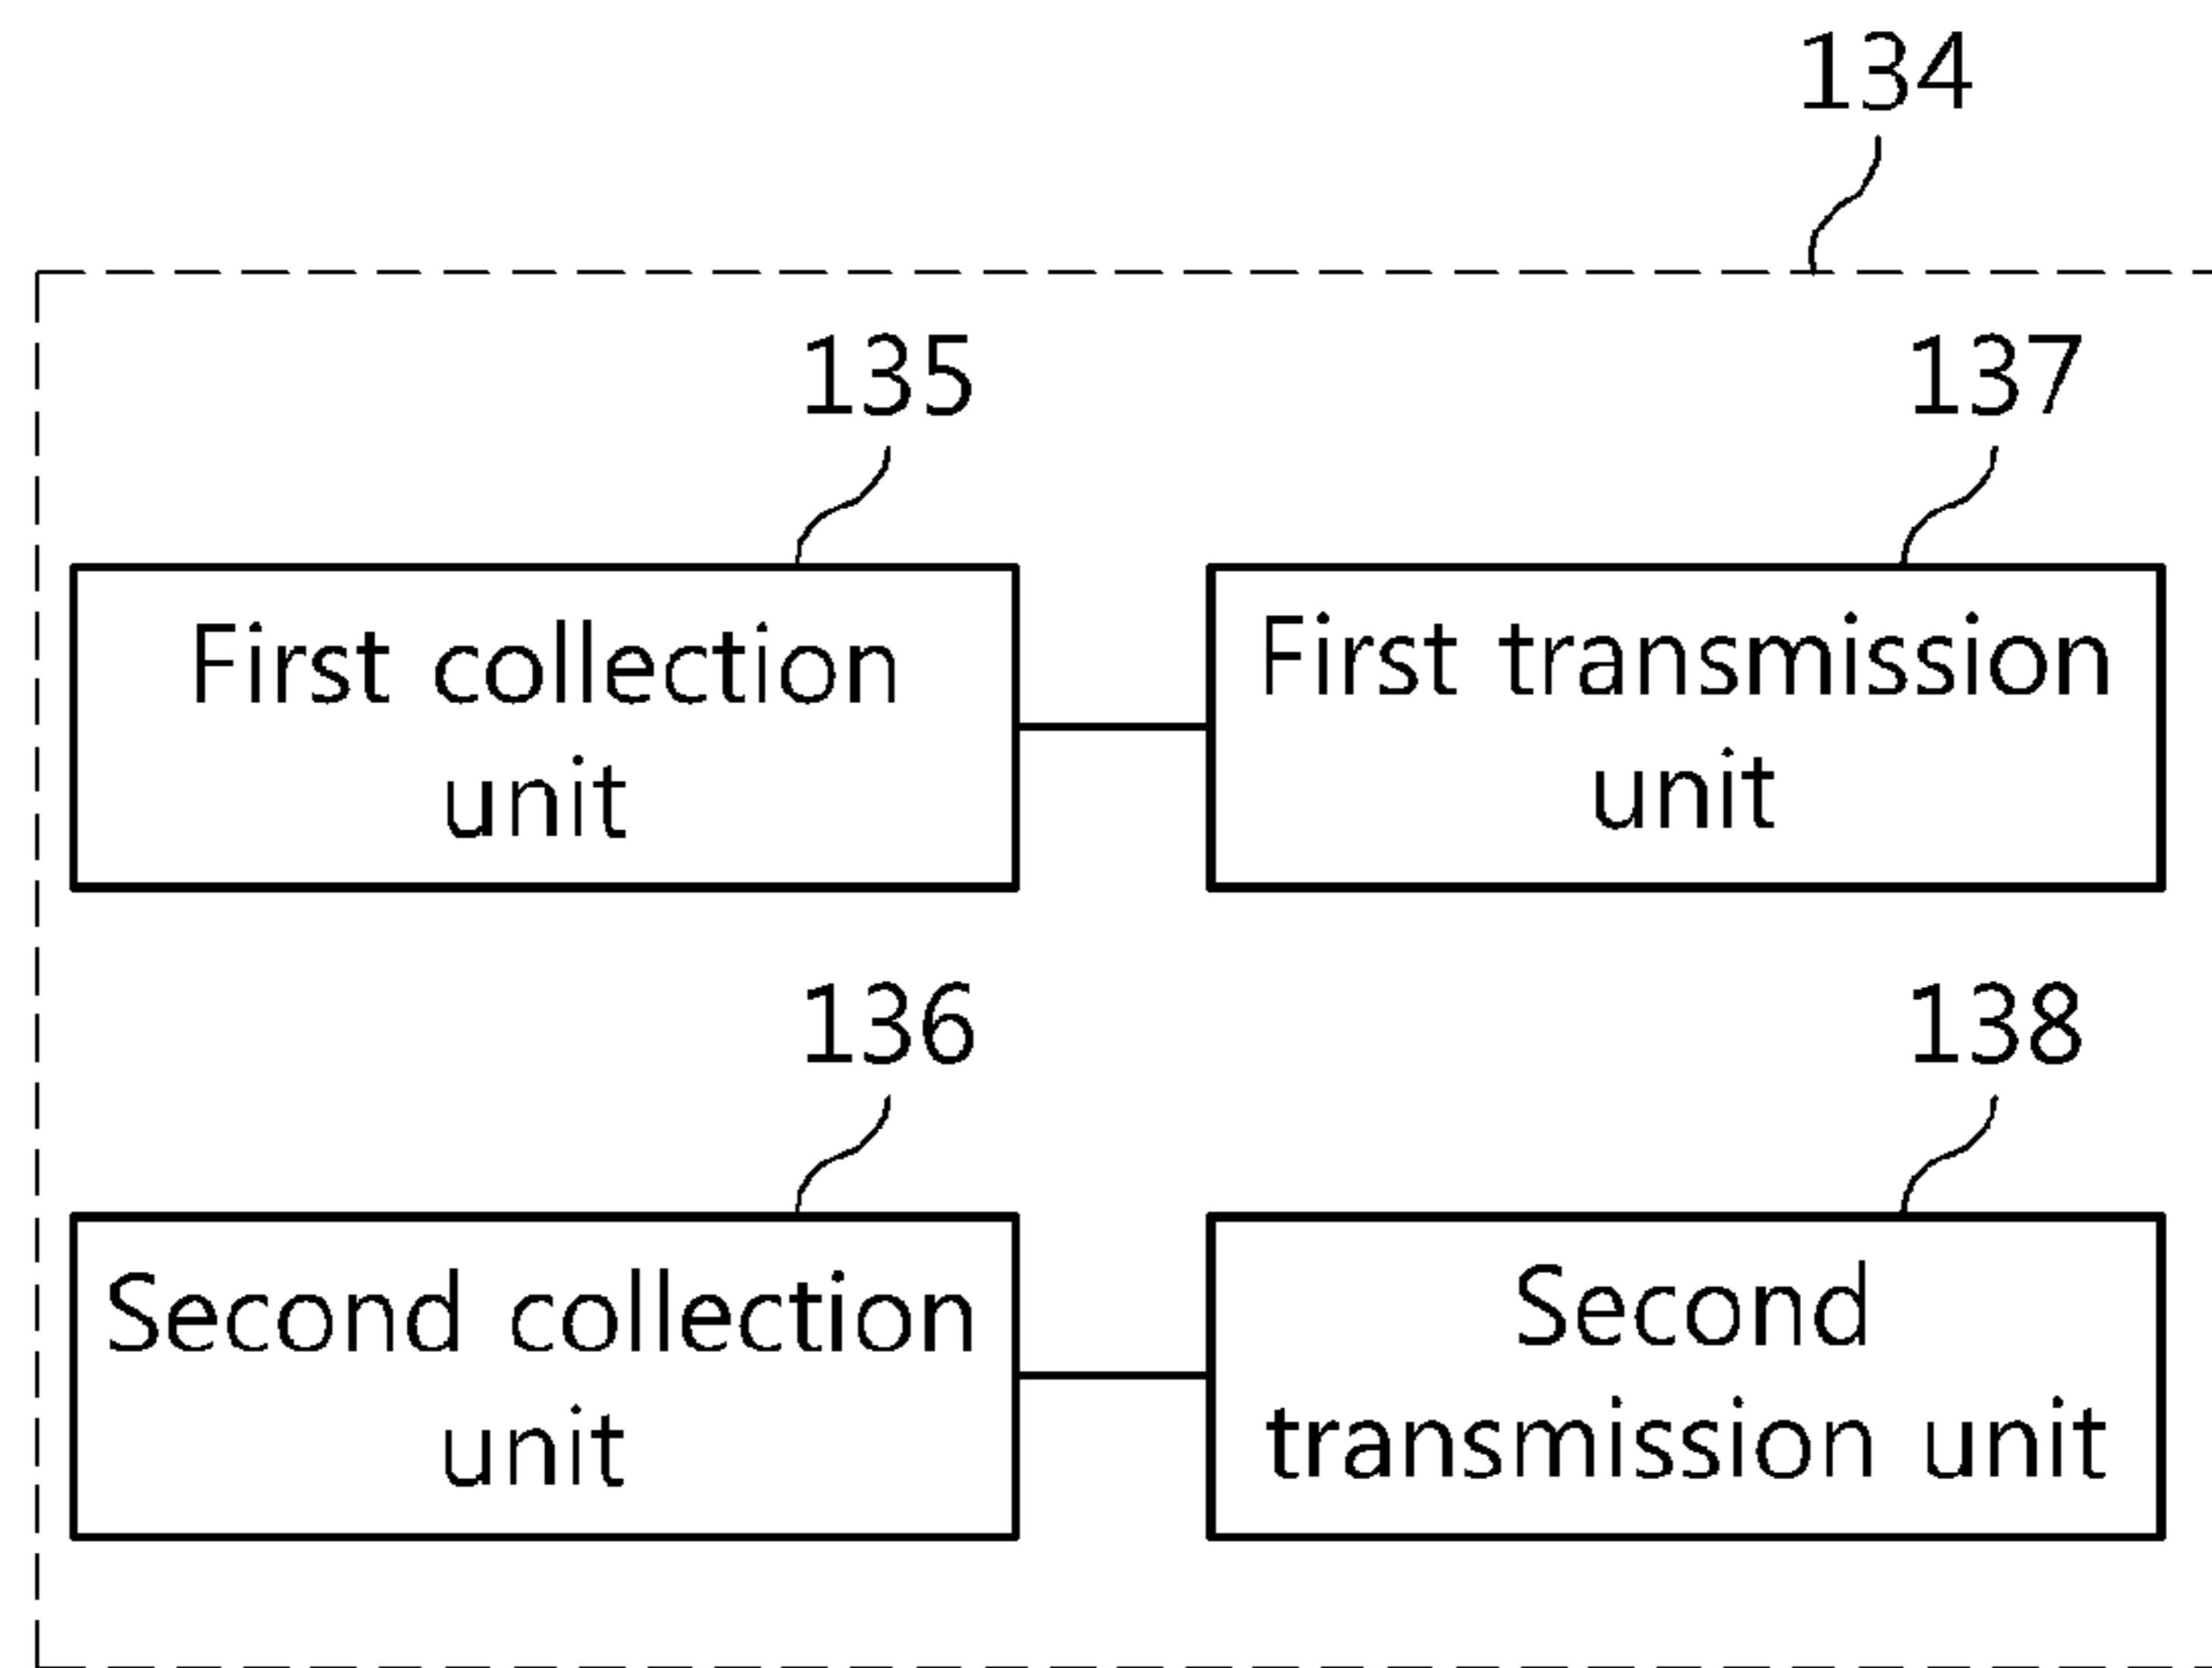 134
135
137
First collection
unit
First transmission
unit
136
138
Second collection
unit
Second
transmission unit